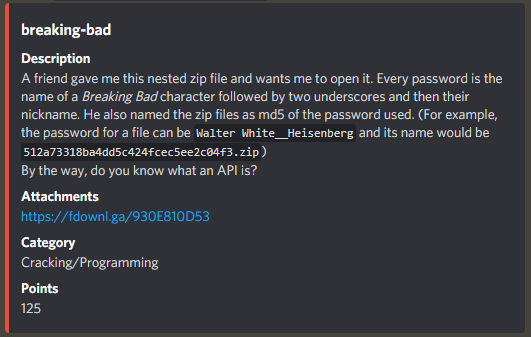 breaking-bad
Description
A friend gave me this nested zip file and wants me to open it. Every password is the
name of a Breaking Bad character followed by two underscores and then their
nickname. He also named the zip files as md5 of the password used. (For example,
the password for a file can be Walter White__Heisenberg and its name would be
512a73318ba4dd5c424fcec5ee2c04f3.zip)
By the way, do you know what an API is?
Attachments
https://fdownl.ga/930E810D53
Category
Cracking/Programming
Points
125